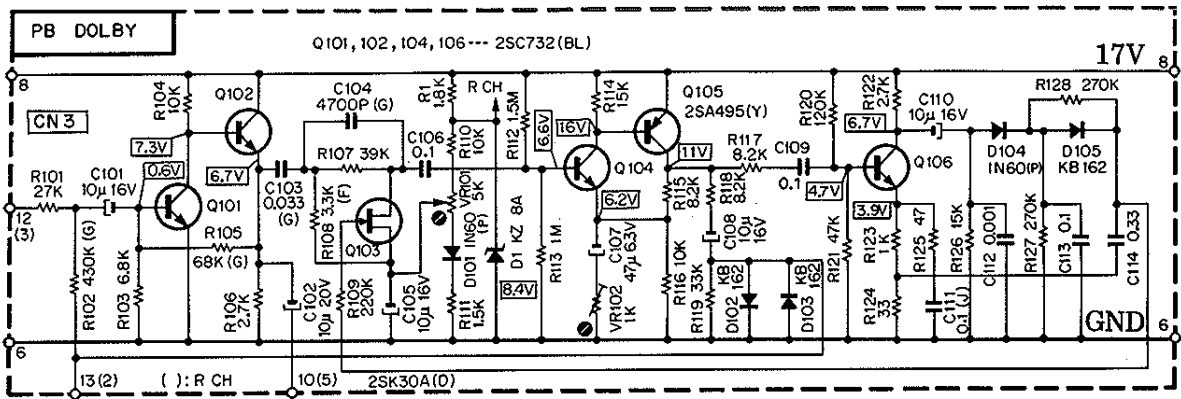 PB DOLBY
Q101, 102, 104, 106 --- 2SC732(BL)
17V
8
8
CN 3
R104
10K
Q102
C104
4700P (G)
R1
1.8K
R CH
R112 1.5M
R114
15K
Q105
2SA495(Y)
R120
120K
R122
2.7K
C110
10μ 16V
R128 270K
7.3V
0.6V
6.7V
R107 39K
C106
0.1
R110
10K
6.6V
16V
11V
R117
8.2K
C109
0.1
6.7V
Q106
D104
IN60(P)
D105
KB162
R101
27K
C101
10μ 16V
Q101
C103
0.033
(G)
R108 3.3K
(F)
Q103
VR101
5K
Q104
6.2V
R115
8.2K
R118
8.2K
4.7V
3.9V
12
(3)
R102 430K (G)
R103 6.8K
R105
68K (G)
R106
2.7K
C102
10μ 20V
R109
220K
C105
10μ 16V
D101 IN60
(P)
R111
1.5K
D1 KZ 8A
8.4V
R113 1M
C107
47μ 6.3V
VR102
1K
R116 10K
C108
10μ
16V
R119 33K
KB
162
D102
KB
162
D103
R121 47K
R123
1K
R124
33
R125 47
C111
0.1 (J)
R126 15K
C112 0.001
R127 270K
C113 0.1
C114 0.33
GND
6
6
13(2)
( ): R CH
10(5)
2SK30A(D)